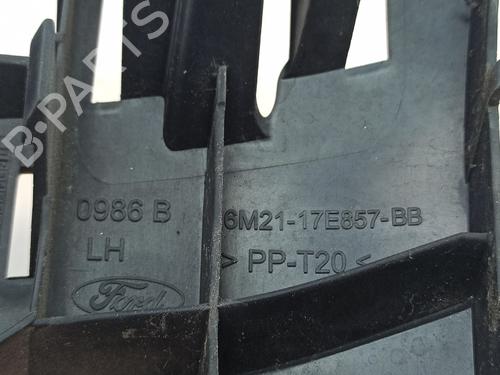 B-PARTS
0986 B
6M21-17E857-BB
LH
> PP-T20 <
Ford